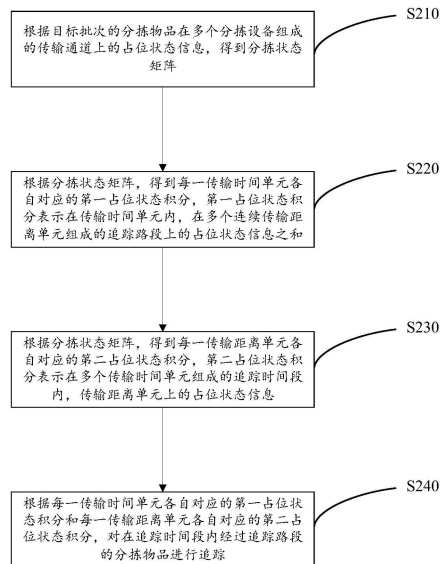 S210
根据目标批次的分拣物品在多个分拣设备组成
的传输通道上的占位状态信息，得到分拣状态
矩阵
S220
根据分拣状态矩阵，得到每一传输时间单元各
自对应的第一占位状态积分，第一占位状态积
分表示在传输时间单元内，在多个连续传输距
离单元组成的追踪路段上的占位状态信息之和
S230
根据分拣状态矩阵，得到每一传输距离单元各
自对应的第二占位状态积分，第二占位状态积
分表示在多个传输时间单元组成的追踪时间段
内，传输距离单元上的占位状态信息
S240
根据每一传输时间单元各自对应的第一占位状
态积分和每一传输距离单元各自对应的第二占
位状态积分，对在追踪时间段内经过追踪路段
的分拣物品进行追踪